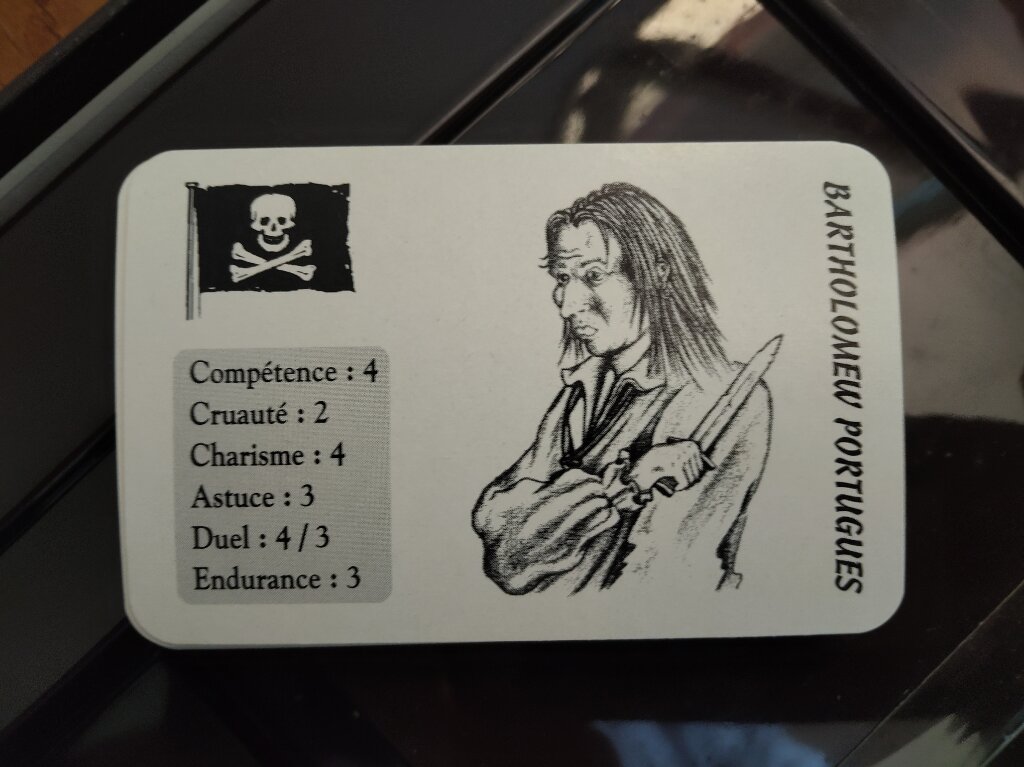 Compétence : 4
Cruauté : 2
Charisme : 4
Astuce : 3
Duel : 4 / 3
Endurance : 3
BARTHOLOMEW PORTUGUES